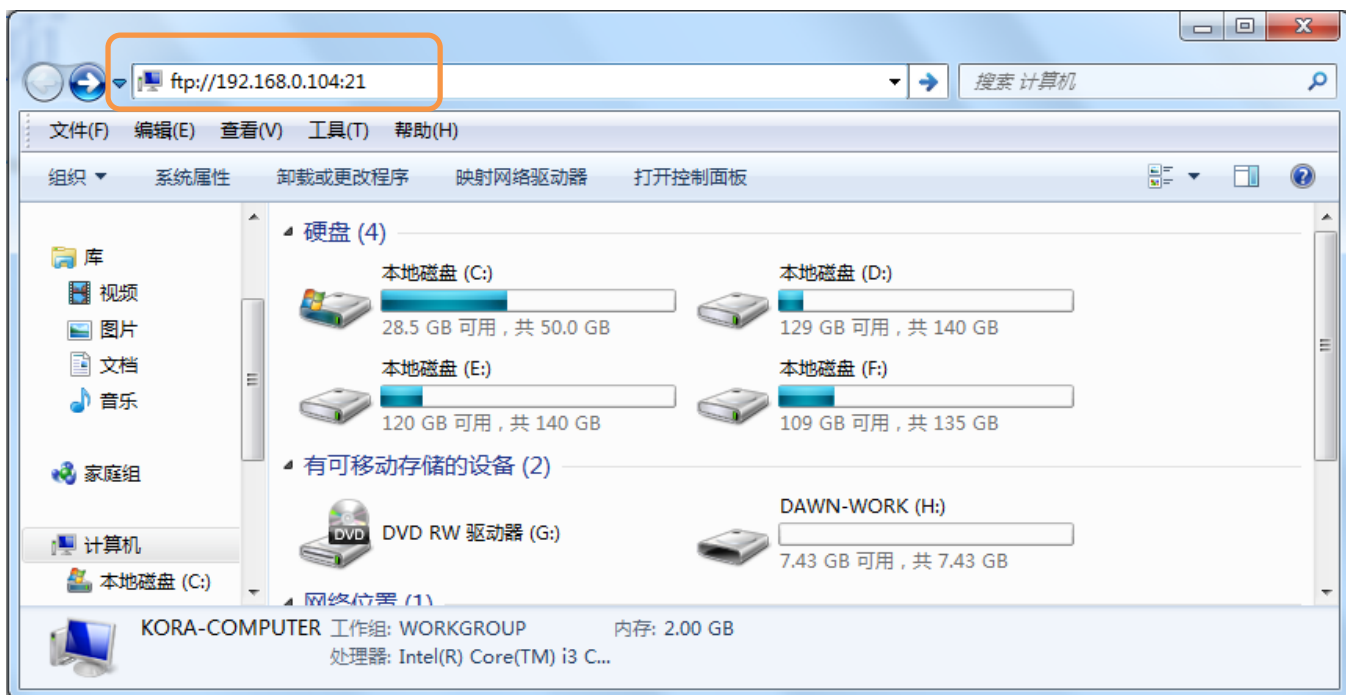 ftp://192.168.0.104:21
搜索 计算机
文件(F) 编辑(E) 查看(V) 工具(T) 帮助(H)
组织 系统属性 卸载或更改程序 映射网络驱动器 打开控制面板
库
视频
图片
文档
音乐
家庭组
计算机
本地磁盘 (C:)
硬盘 (4)
本地磁盘 (C:)
28.5 GB 可用，共 50.0 GB
本地磁盘 (D:)
129 GB 可用，共 140 GB
本地磁盘 (E:)
120 GB 可用，共 140 GB
本地磁盘 (F:)
109 GB 可用，共 135 GB
有可移动存储的设备 (2)
DVD
DVD RW 驱动器 (G:)
DAWN-WORK (H:)
7.43 GB 可用，共 7.43 GB
网络位置 (1)
KORA-COMPUTER 工作组: WORKGROUP 内存: 2.00 GB
处理器: Intel(R) Core(TM) i3 C...